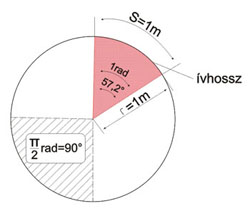 S=1m
ívhossz
1rad
57,2°
r=1m
π/2 rad=90°